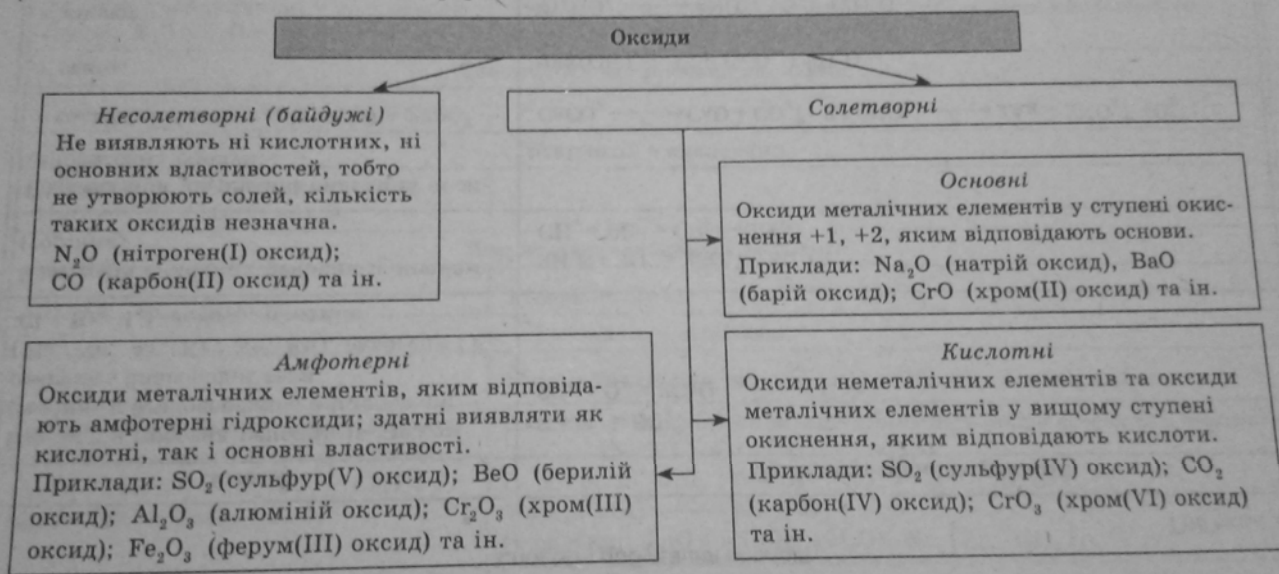 Оксиди
Несолетворні (байдужі)
Не виявляють ні кислотних, ні
основних властивостей, тобто
не утворюють солей, кількість
таких оксидів незначна.
N₂O (нітроген(I) оксид);
CO (карбон(II) оксид) та ін.
Солетворні
Основні
Оксиди металічних елементів у ступені окис-
нення +1, +2, яким відповідають основи.
Приклади: Na₂O (натрій оксид), BaO
(барій оксид); CrO (хром(II) оксид) та ін.
Амфотерні
Оксиди металічних елементів, яким відповіда-
ють амфотерні гідроксиди; здатні виявляти як
кислотні, так і основні властивості.
Приклади: SO₂ (сульфур(V) оксид); BeO (берилій
оксид); Al₂O₃ (алюміній оксид); Cr₂O₃ (хром(III)
оксид); Fe₂O₃ (ферум(III) оксид) та ін.
Кислотні
Оксиди неметалічних елементів та оксиди
металічних елементів у вищому ступені
окиснення, яким відповідають кислоти.
Приклади: SO₂ (сульфур(IV) оксид); CO₂
(карбон(IV) оксид); CrO₃ (хром(VI) оксид)
та ін.